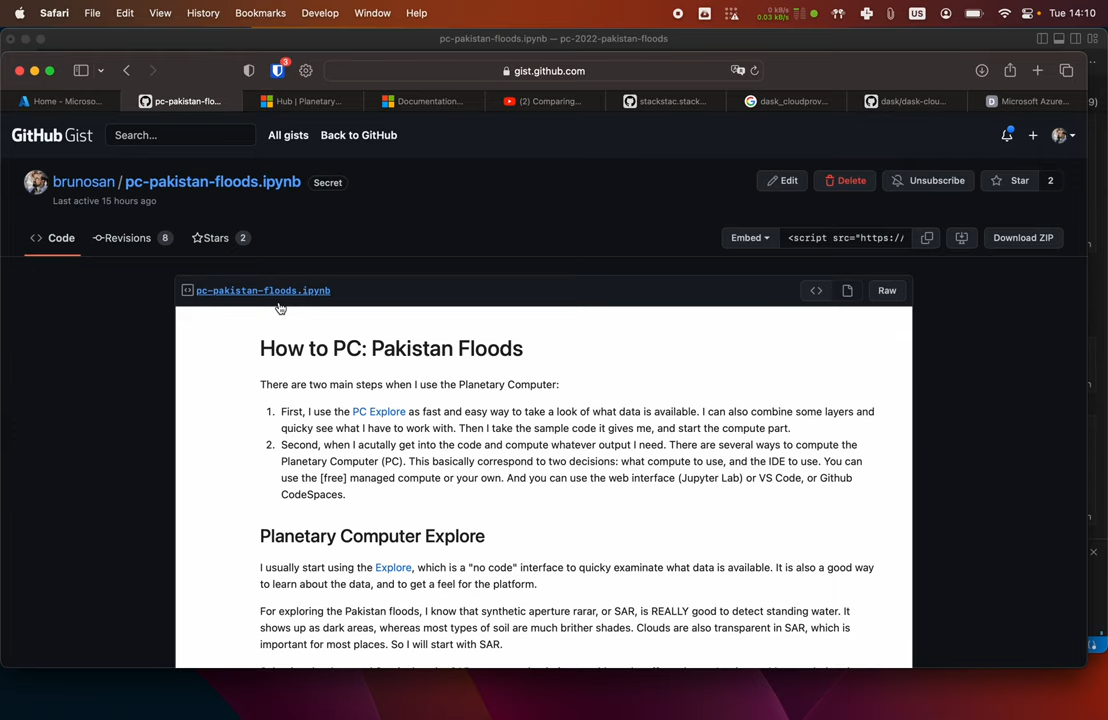 Safari File Edit View History Bookmarks Develop Window Help 0 kB/s 0.03 kB/s US Tue 14:10
pc-pakistan-floods.ipynb — pc-2022-pakistan-floods
3 gist.github.com
Home - Microso... pc-pakistan-flo... Hub | Planetary... Documentation... (2) Comparing... stackstac.stack... dask_cloudprov... dask/dask-clou... Microsoft Azure... 9)
GitHub Gist Search... All gists Back to GitHub
brunosan / pc-pakistan-floods.ipynb Secret Edit Delete Unsubscribe Star 2
Last active 15 hours ago
Code Revisions 8 Stars 2 Embed <script src="https:// Download ZIP
pc-pakistan-floods.ipynb Raw
How to PC: Pakistan Floods
There are two main steps when I use the Planetary Computer:
1. First, I use the PC Explore as fast and easy way to take a look of what data is available. I can also combine some layers and
quicky see what I have to work with. Then I take the sample code it gives me, and start the compute part.
2. Second, when I acutally get into the code and compute whatever output I need. There are several ways to compute the
Planetary Computer (PC). This basically correspond to two decisions: what compute to use, and the IDE to use. You can
use the [free] managed compute or your own. And you can use the web interface (Jupyter Lab) or VS Code, or Github
CodeSpaces.
Planetary Computer Explore
I usually start using the Explore, which is a "no code" interface to quicky examinate what data is available. It is also a good way
to learn about the data, and to get a feel for the platform.
For exploring the Pakistan floods, I know that synthetic aperture rarar, or SAR, is REALLY good to detect standing water. It
shows up as dark areas, whereas most types of soil are much brither shades. Clouds are also transparent in SAR, which is
important for most places. So I will start with SAR.